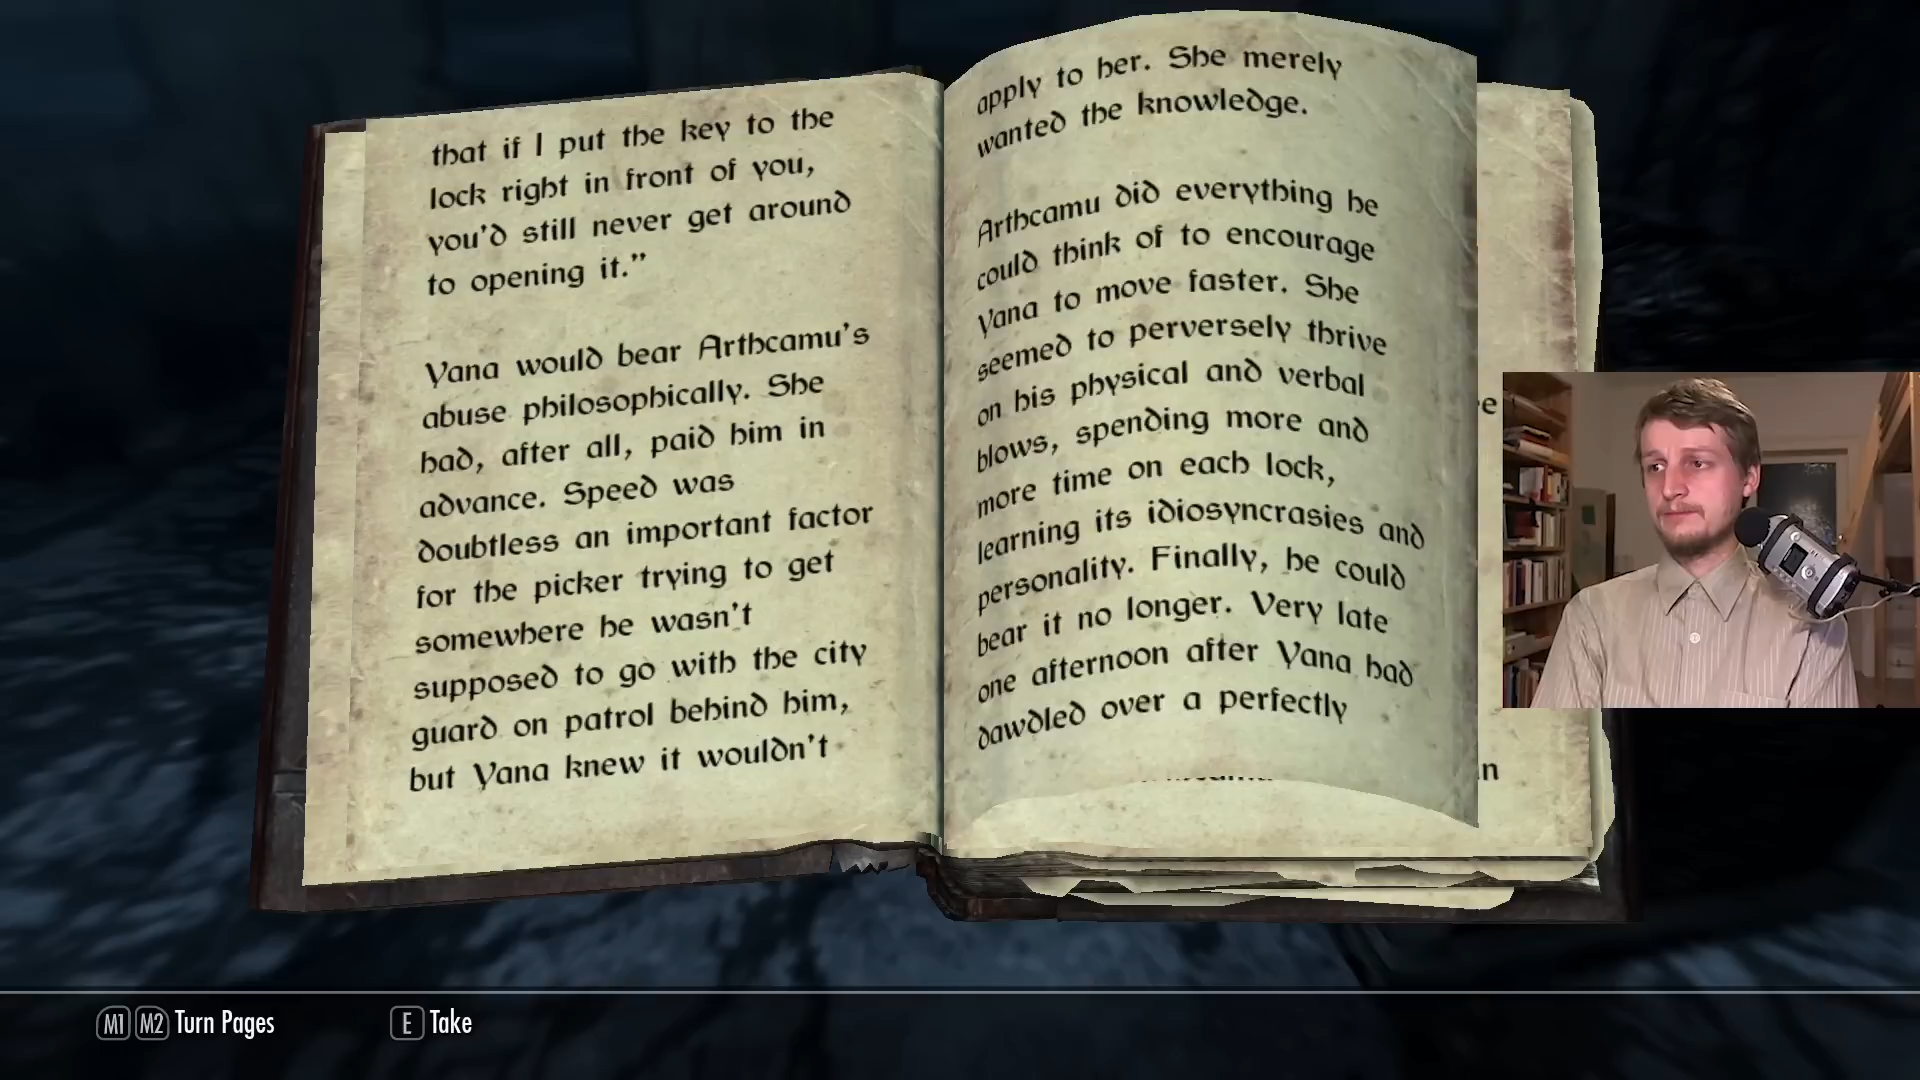 that if I put the key to the
lock right in front of you,
you'd still never get around
to opening it."
Yana would bear Arthcamu's
abuse philosophically. She
had, after all, paid him in
advance. Speed was
doubtless an important factor
for the picker trying to get
somewhere he wasn't
supposed to go with the city
guard on patrol behind him,
but Yana knew it wouldn't
apply to her. She merely
wanted the knowledge.
Arthcamu did everything he
could think of to encourage
Yana to move faster. She
seemed to perversely thrive
on his physical and verbal
blows, spending more and
more time on each lock,
learning its idiosyncrasies and
personality. Finally, he could
bear it no longer. Very late
one afternoon after Yana had
dawdled over a perfectly
M1 M2 Turn Pages
E Take